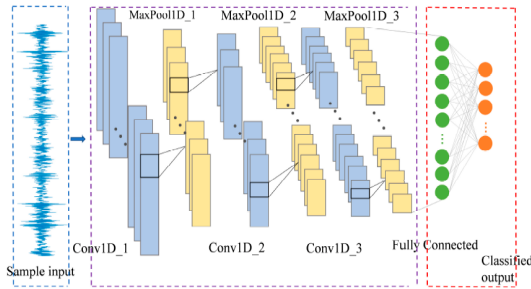 MaxPool1D_1
MaxPool1D_2
MaxPool1D_3
Conv1D_1
Conv1D_2
Conv1D_3
Fully Connected
Sample input
Classified
output